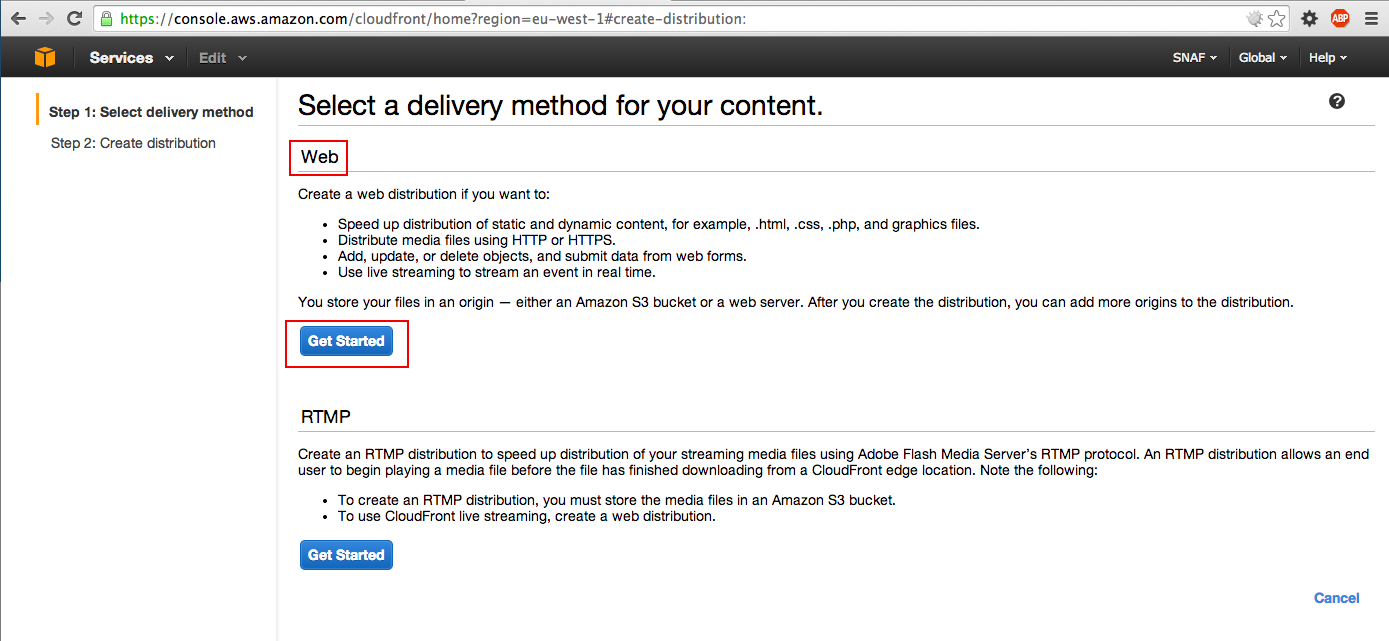 https://console.aws.amazon.com/cloudfront/home?region=eu-west-1#create-distribution:
ABP
Services Edit SNAF Global Help
Step 1: Select delivery method
Step 2: Create distribution
Select a delivery method for your content.
?
Web
Create a web distribution if you want to:
• Speed up distribution of static and dynamic content, for example, .html, .css, .php, and graphics files.
• Distribute media files using HTTP or HTTPS.
• Add, update, or delete objects, and submit data from web forms.
• Use live streaming to stream an event in real time.
You store your files in an origin — either an Amazon S3 bucket or a web server. After you create the distribution, you can add more origins to the distribution.
Get Started
RTMP
Create an RTMP distribution to speed up distribution of your streaming media files using Adobe Flash Media Server's RTMP protocol. An RTMP distribution allows an end
user to begin playing a media file before the file has finished downloading from a CloudFront edge location. Note the following:
• To create an RTMP distribution, you must store the media files in an Amazon S3 bucket.
• To use CloudFront live streaming, create a web distribution.
Get Started
Cancel